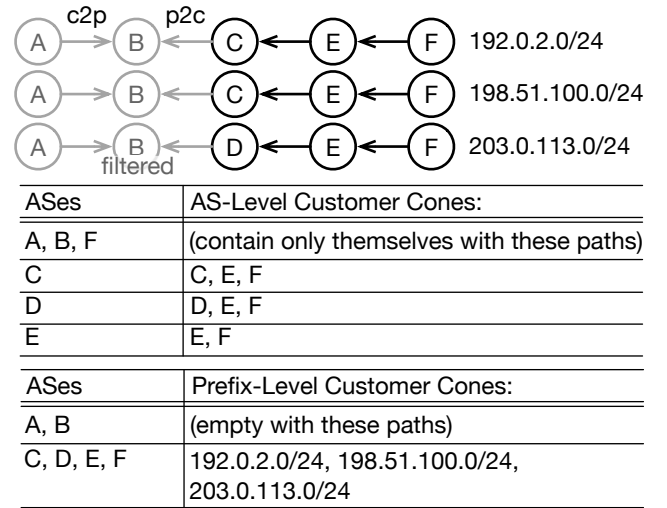 c2p p2c
A B C E F 192.0.2.0/24
A B C E F 198.51.100.0/24
A B D E F 203.0.113.0/24
filtered
ASes AS-Level Customer Cones:
A, B, F (contain only themselves with these paths)
C C, E, F
D D, E, F
E E, F
ASes Prefix-Level Customer Cones:
A, B (empty with these paths)
C, D, E, F 192.0.2.0/24, 198.51.100.0/24,
203.0.113.0/24